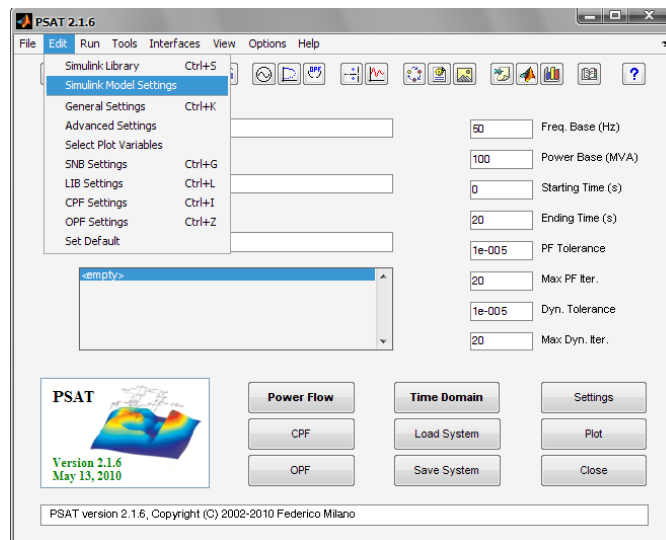 PSAT 2.1.6
File Edit Run Tools Interfaces View Options Help
Simulink Library Ctrl+S
Simulink Model Settings
General Settings Ctrl+K
Advanced Settings
Select Plot Variables
SNB Settings Ctrl+G
LIB Settings Ctrl+L
CPF Settings Ctrl+I
OPF Settings Ctrl+Z
Set Default
OPF
?
60 Freq. Base (Hz)
100 Power Base (MVA)
0 Starting Time (s)
20 Ending Time (s)
1e-005 PF Tolerance
20 Max PF Iter.
1e-005 Dyn. Tolerance
20 Max Dyn. Iter.
<empty>
PSAT
Version 2.1.6
May 13, 2010
Power Flow Time Domain Settings
CPF Load System Plot
OPF Save System Close
PSAT version 2.1.6, Copyright (C) 2002-2010 Federico Milano